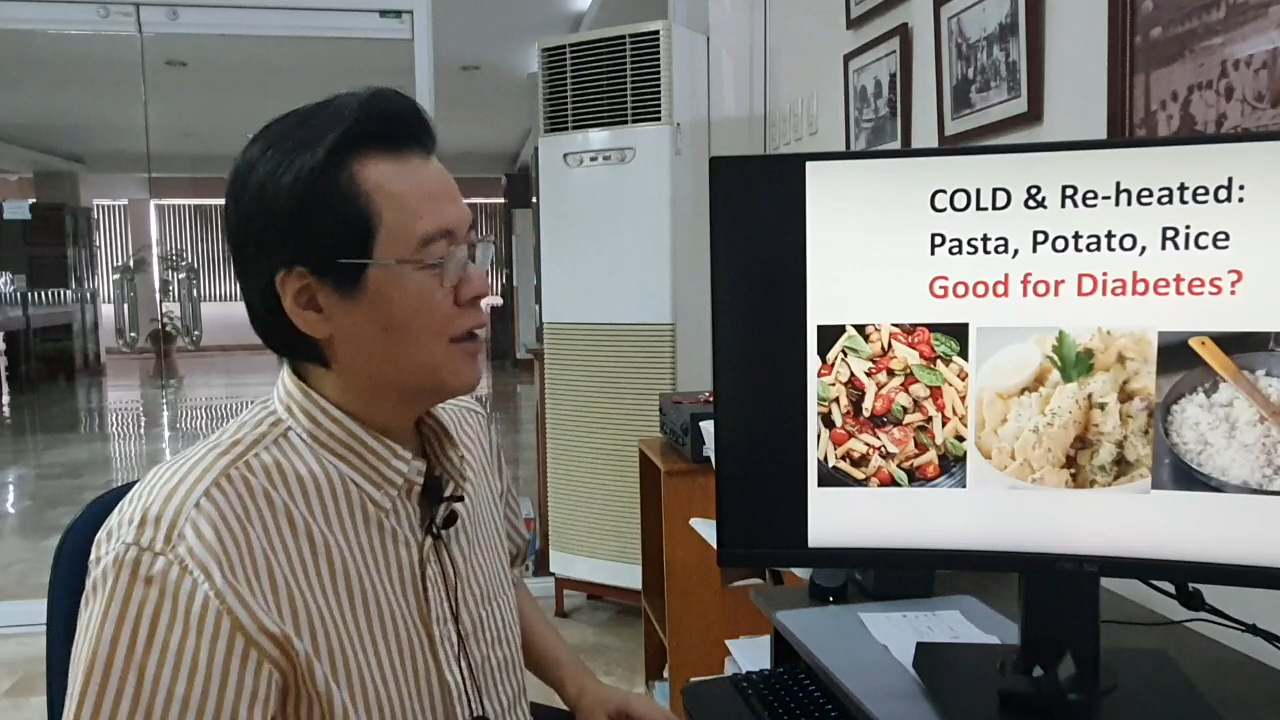 COLD & Re-heated:
Pasta, Potato, Rice
Good for Diabetes?